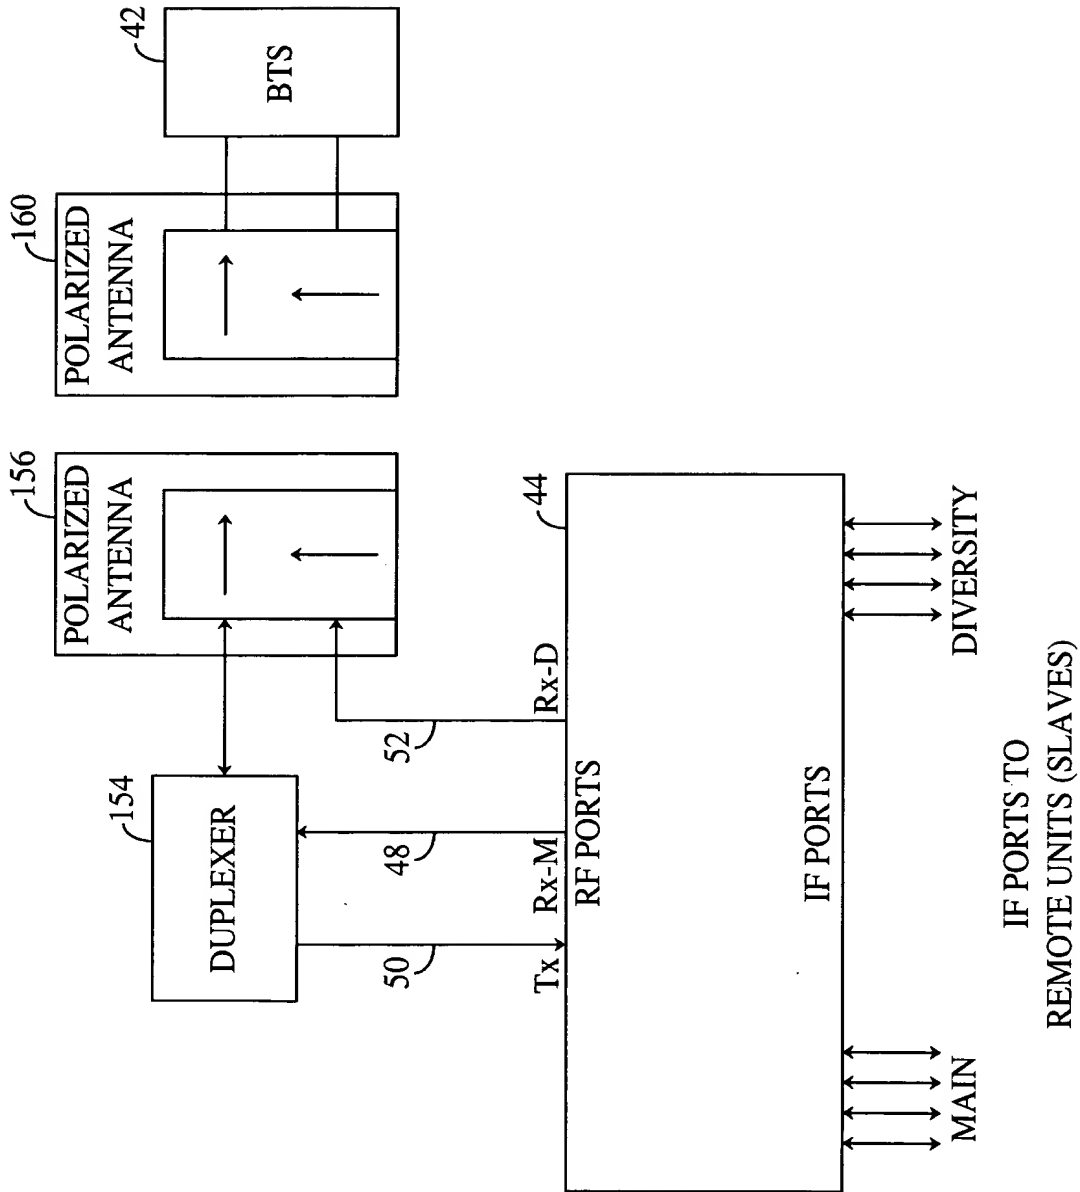 156
POLARIZED
ANTENNA
160
POLARIZED
ANTENNA
42
BTS
154
DUPLEXER
50
48
52
Tx
Rx-M
Rx-D
44
RF PORTS
IF PORTS
MAIN
DIVERSITY
IF PORTS TO
REMOTE UNITS (SLAVES)